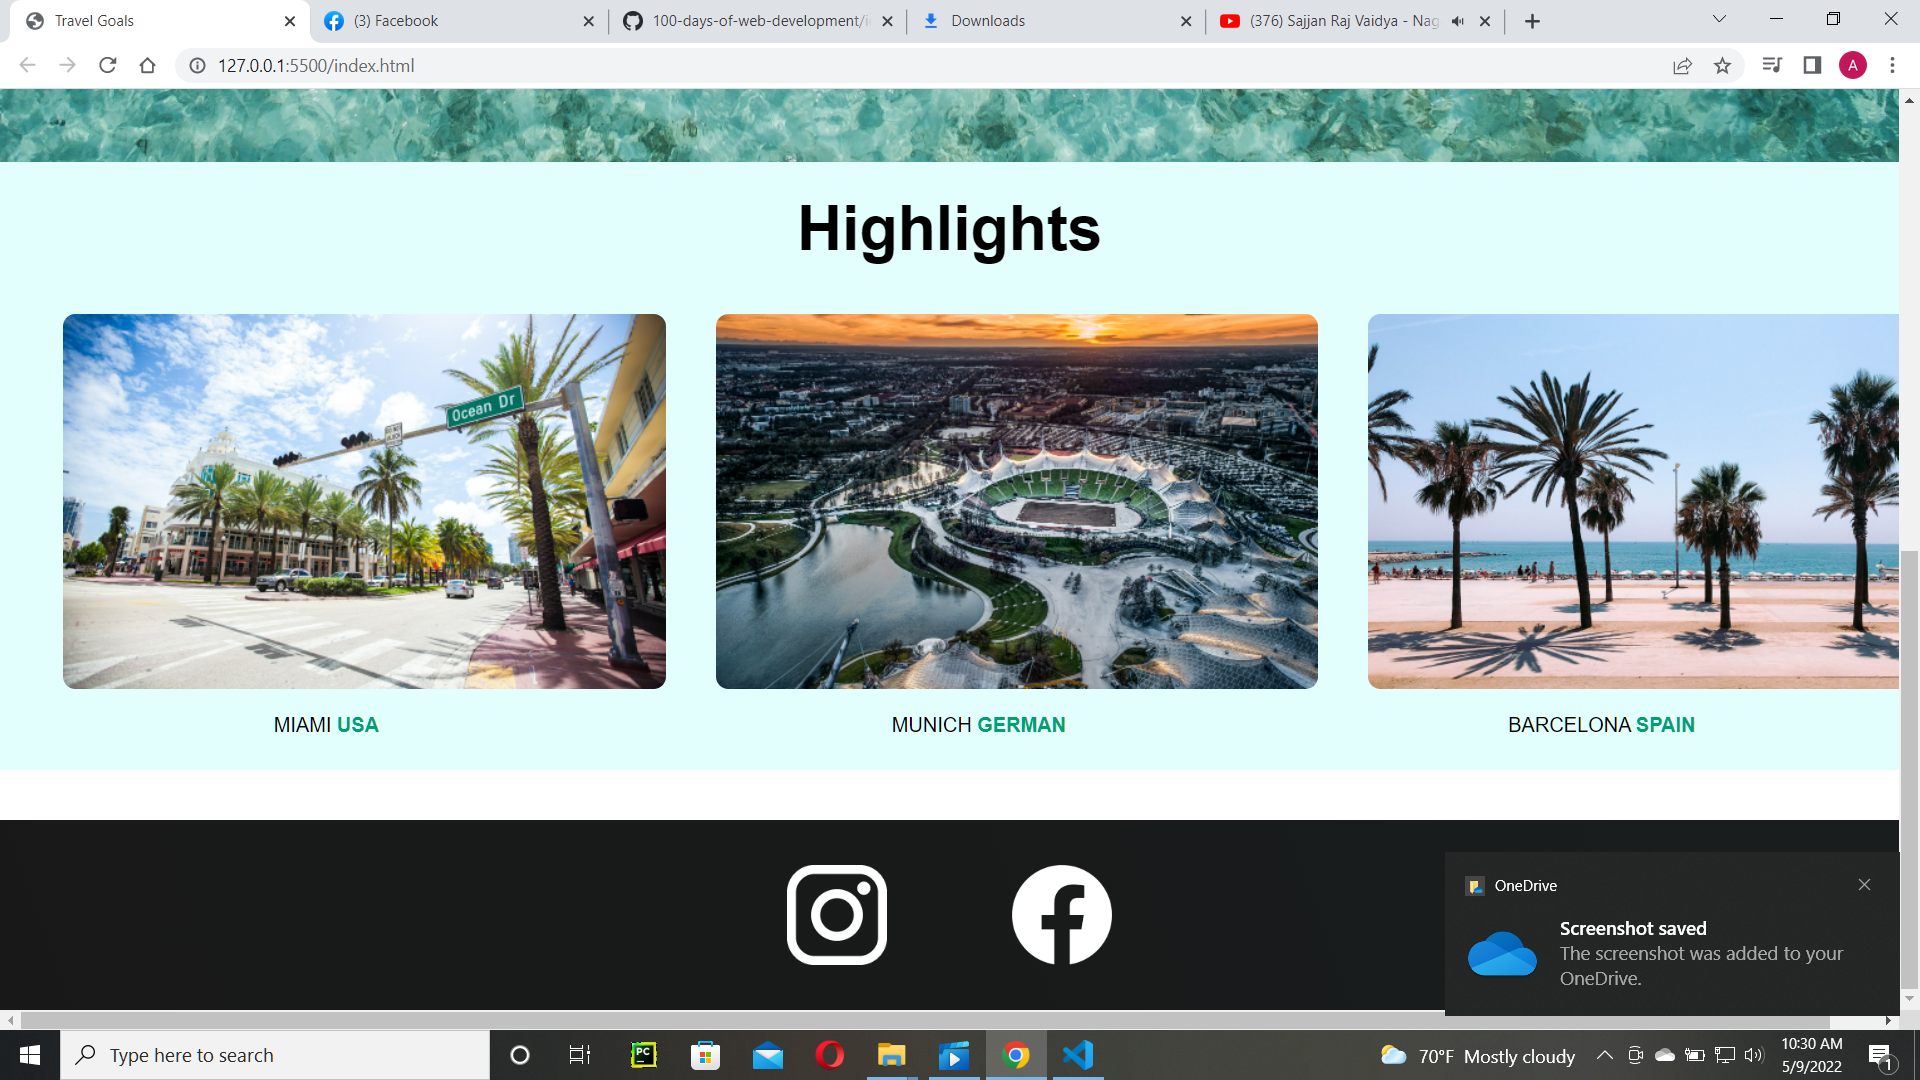 Travel Goals
(3) Facebook
100-days-of-web-development/
Downloads
(376) Sajjan Raj Vaidya - Nag
127.0.0.1:5500/index.html
A
Highlights
Ocean Dr
MIAMI USA
MUNICH GERMAN
BARCELONA SPAIN
OneDrive
Screenshot saved
The screenshot was added to your
OneDrive.
Type here to search
PC
70°F Mostly cloudy
10:30 AM
5/9/2022
1